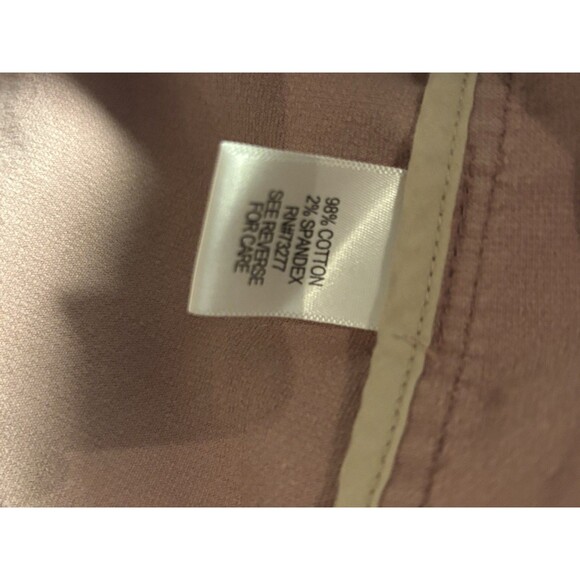 98% COTTON
2% SPANDEX
RN#73277
SEE REVERSE
FOR CARE